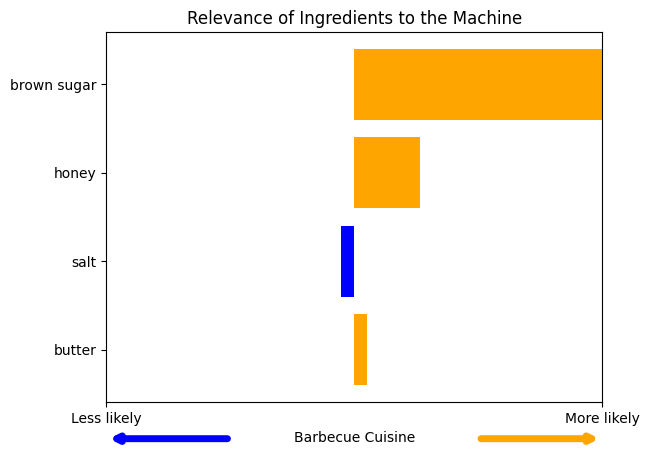 Relevance of Ingredients to the Machine
brown sugar
honey
salt
butter
Less likely
More likely
Barbecue Cuisine